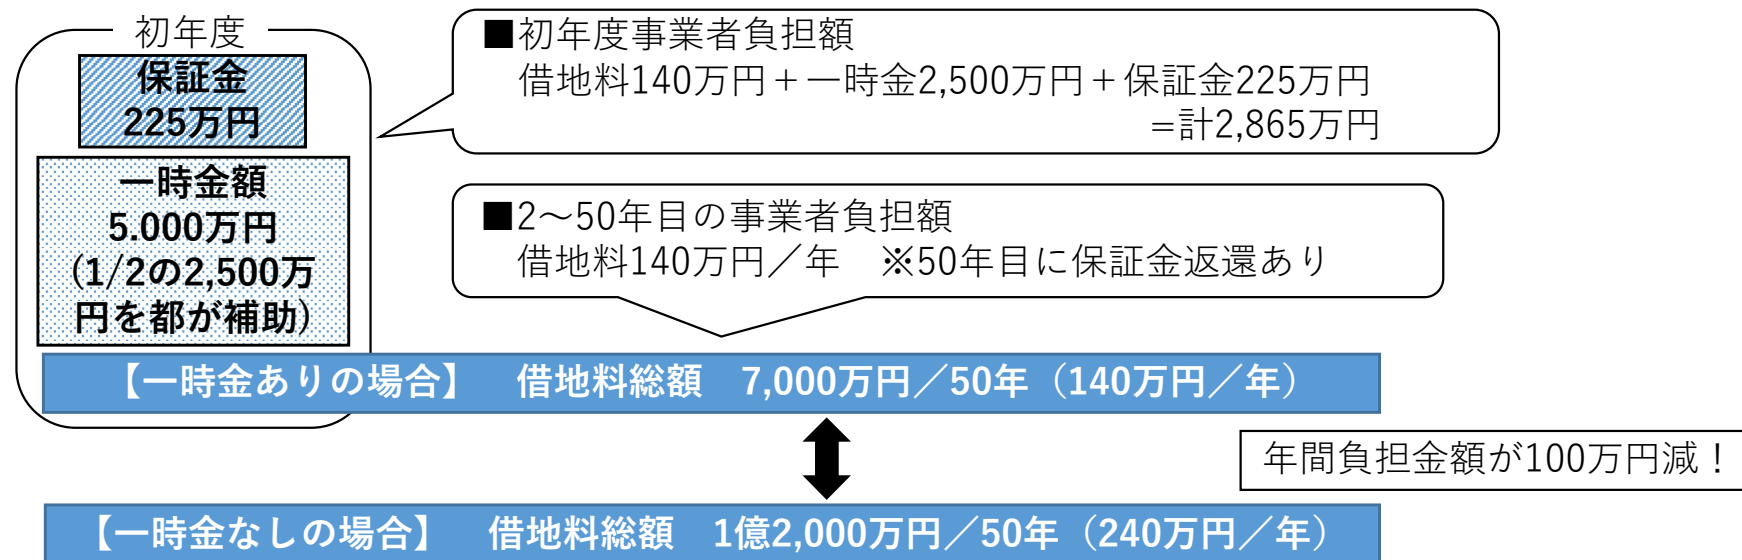 初年度
保証金
225万円
一時金額
5.000万円
(1/2の2,500万
円を都が補助)
■初年度事業者負担額
借地料140万円＋一時金2,500万円＋保証金225万円
=計2,865万円
■2～50年目の事業者負担額
借地料140万円／年　※50年目に保証金返還あり
【一時金ありの場合】　借地料総額　7,000万円／50年（140万円／年）
年間負担金額が100万円減！
【一時金なしの場合】　借地料総額　1億2,000万円／50年（240万円／年）